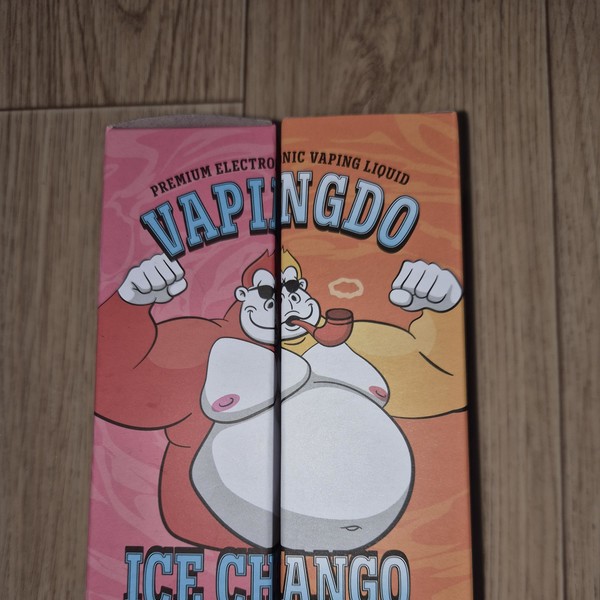 PREMIUM ELECTRONIC VAPING LIQUID
VAPINGDO
ICE CHANGO